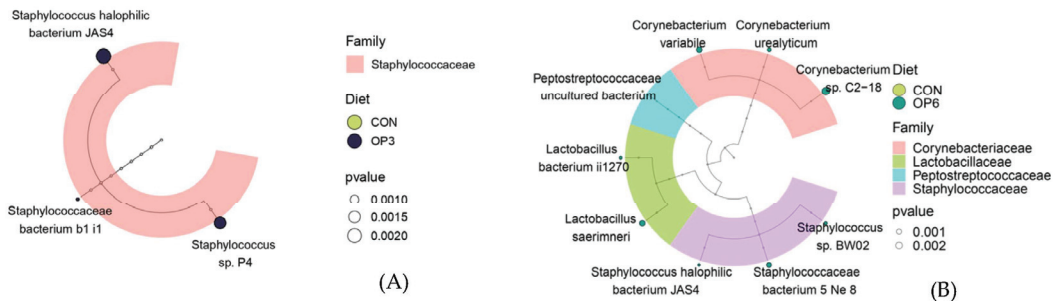 Staphylococcus halophilic
bacterium JAS4
Staphylococcaceae
bacterium b1 i1
Staphylococcus
sp. P4
Family
Staphylococcaceae
Diet
CON
OP3
pvalue
0.0010
0.0015
0.0020
(A)
Corynebacterium
variabile
Corynebacterium
urealyticum
Corynebacterium
sp. C2-18
Peptostreptococcaceae
uncultured bacterium
Lactobacillus
bacterium ii1270
Lactobacillus
saerimneri
Staphylococcus halophilic
bacterium JAS4
Staphylococcaceae
bacterium 5 Ne 8
Staphylococcus
sp. BW02
Diet
CON
OP6
Family
Corynebacteriaceae
Lactobacillaceae
Peptostreptococcaceae
Staphylococcaceae
pvalue
0.001
0.002
(B)